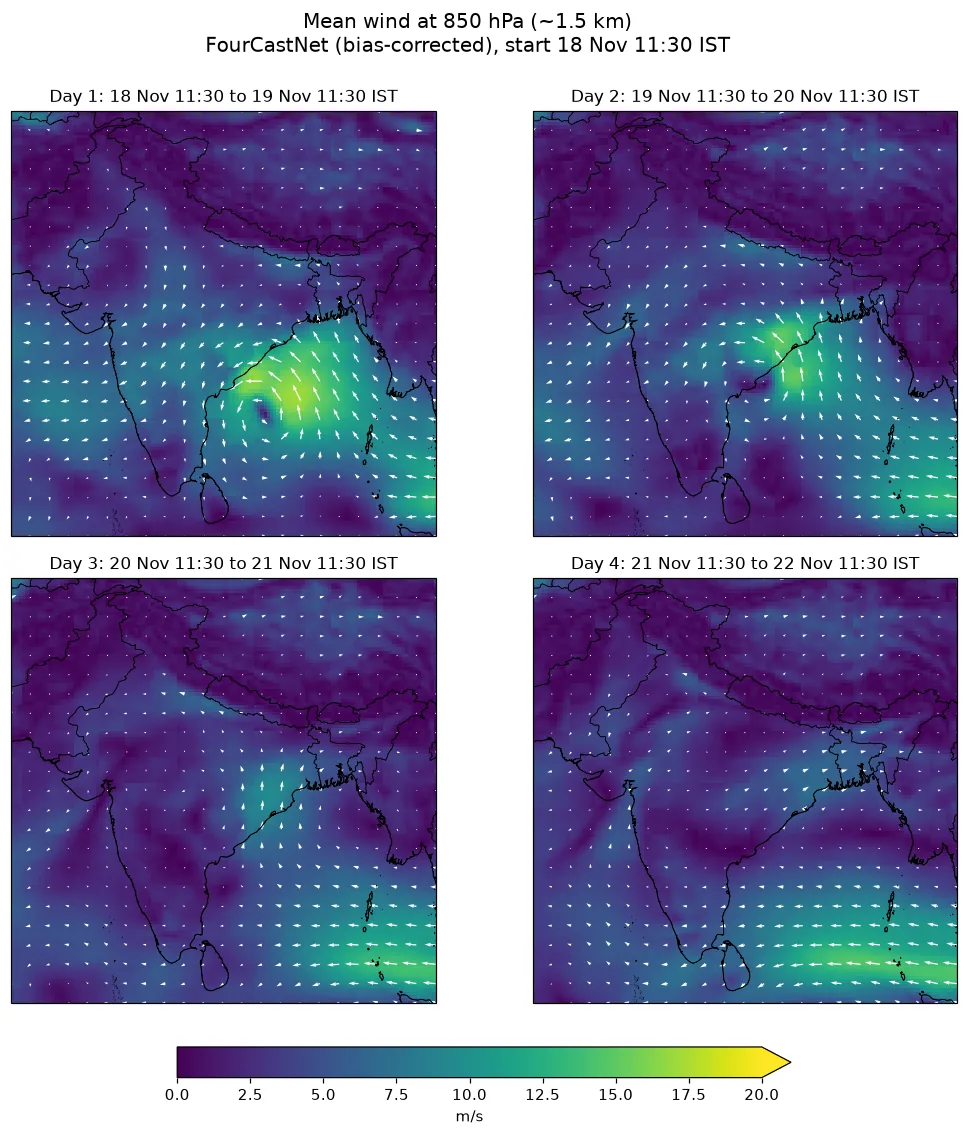 Mean wind at 850 hPa (~1.5 km)
FourCastNet (bias-corrected), start 18 Nov 11:30 IST
Day 1: 18 Nov 11:30 to 19 Nov 11:30 IST
Day 2: 19 Nov 11:30 to 20 Nov 11:30 IST
Day 3: 20 Nov 11:30 to 21 Nov 11:30 IST
Day 4: 21 Nov 11:30 to 22 Nov 11:30 IST
0.0 2.5 5.0 7.5 10.0 12.5 15.0 17.5 20.0
m/s